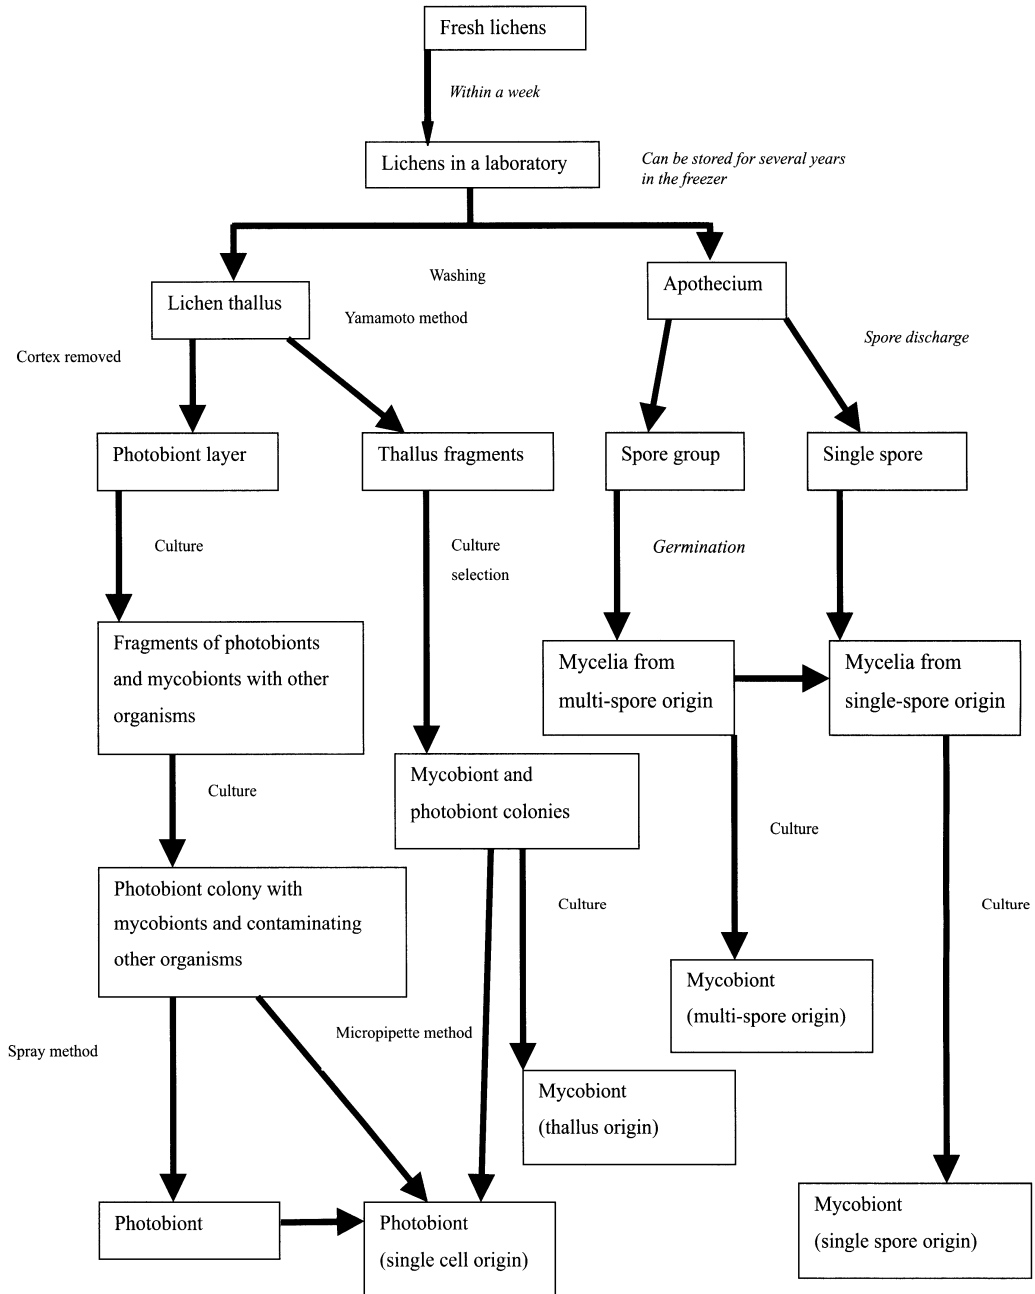 Fresh lichens
Within a week
Lichens in a laboratory
Can be stored for several years
in the freezer
Washing
Apothecium
Lichen thallus
Yamamoto method
Spore discharge
Cortex removed
Photobiont layer
Thallus fragments
Spore group
Single spore
Culture
Culture
selection
Germination
Fragments of photobionts
and mycobionts with other
organisms
Mycelia from
multi-spore origin
Mycelia from
single-spore origin
Mycobiont and
photobiont colonies
Culture
Culture
Photobiont colony with
mycobionts and contaminating
other organisms
Culture
Culture
Mycobiont
(multi-spore origin)
Micropipette method
Spray method
Mycobiont
(thallus origin)
Photobiont
Photobiont
(single cell origin)
Mycobiont
(single spore origin)